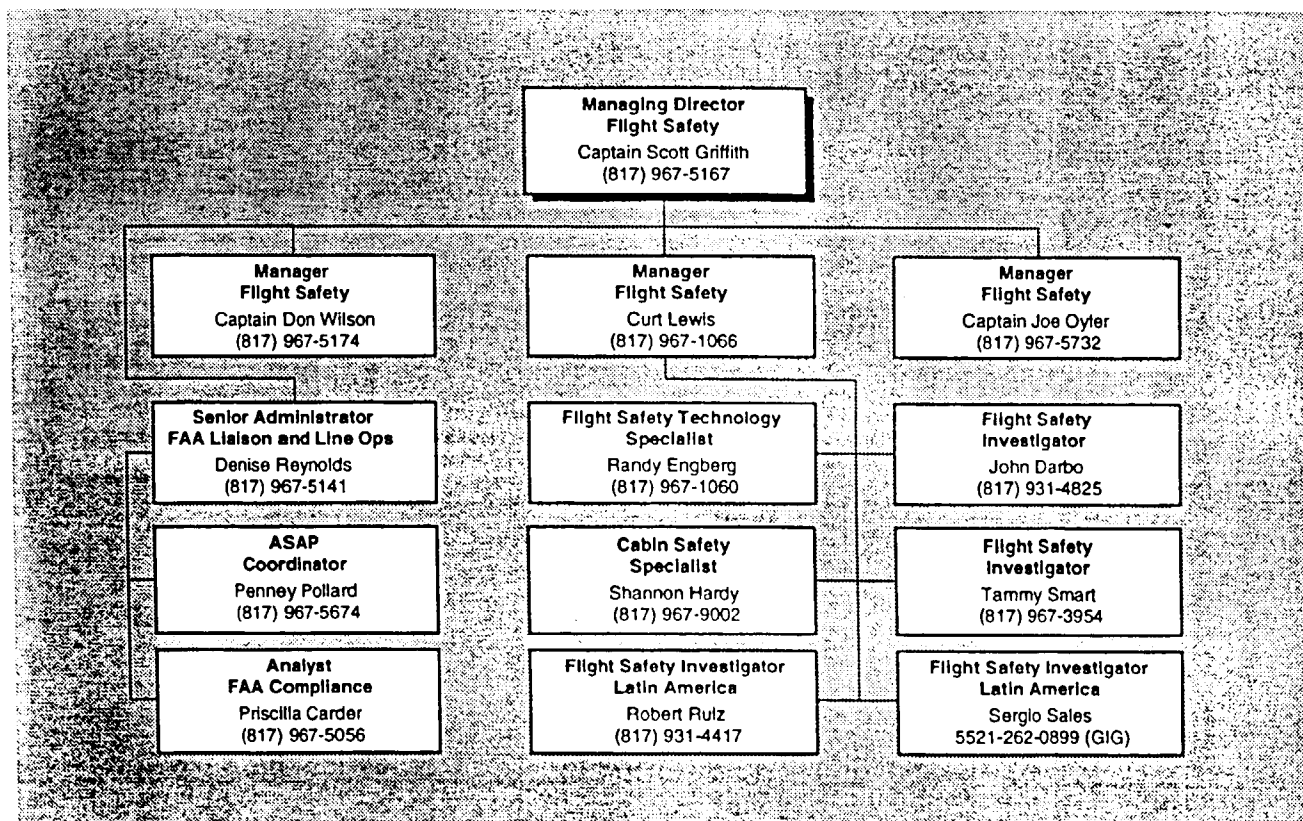 Managing Director
Flight Safety
Captain Scott Griffith
(817) 967-5167
Manager
Flight Safety
Captain Don Wilson
(817) 967-5174
Manager
Flight Safety
Curt Lewis
(817) 967-1066
Manager
Flight Safety
Captain Joe Oyler
(817) 967-5732
Senior Administrator
FAA Liaison and Line Ops
Denise Reynolds
(817) 967-5141
Flight Safety Technology
Specialist
Randy Engberg
(817) 967-1060
Flight Safety
Investigator
John Darbo
(817) 931-4825
ASAP
Coordinator
Penney Pollard
(817) 967-5674
Cabin Safety
Specialist
Shannon Hardy
(817) 967-9002
Flight Safety
Investigator
Tammy Smart
(817) 967-3954
Analyst
FAA Compliance
Priscilla Carder
(817) 967-5056
Flight Safety Investigator
Latin America
Robert Ruiz
(817) 931-4417
Flight Safety Investigator
Latin America
Sergio Sales
5521-262-0899 (GIG)